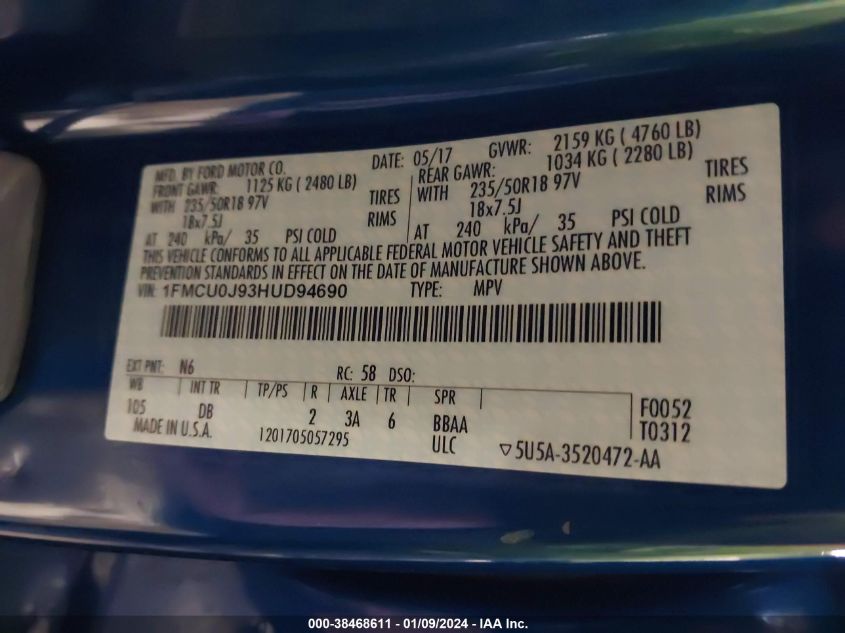 MFD. BY FORD MOTOR CO.
DATE: 05/17 GVWR: 2159 KG ( 4760 LB)
FRONT GAWR: 1125 KG ( 2480 LB)
WITH 235/50R18 97V TIRES
18x7.5J RIMS
AT 240 kPa/ 35 PSI COLD
REAR GAWR: 1034 KG ( 2280 LB)
WITH 235/50R18 97V TIRES
18x7.5J RIMS
AT 240 kPa/ 35 PSI COLD
THIS VEHICLE CONFORMS TO ALL APPLICABLE FEDERAL MOTOR VEHICLE SAFETY AND THEFT
PREVENTION STANDARDS IN EFFECT ON THE DATE OF MANUFACTURE SHOWN ABOVE.
VIN: 1FMCU0J93HUD94690 TYPE: MPV
EXT PNT: N6 RC: 58 DSO:
WB INT TR TP/PS R AXLE TR SPR
105 DB 2 3A 6 BBAA
F0052
T0312
MADE IN U.S.A. 1201705057295 ULC ▽5U5A-3520472-AA
000-38468611 - 01/09/2024 - IAA Inc.